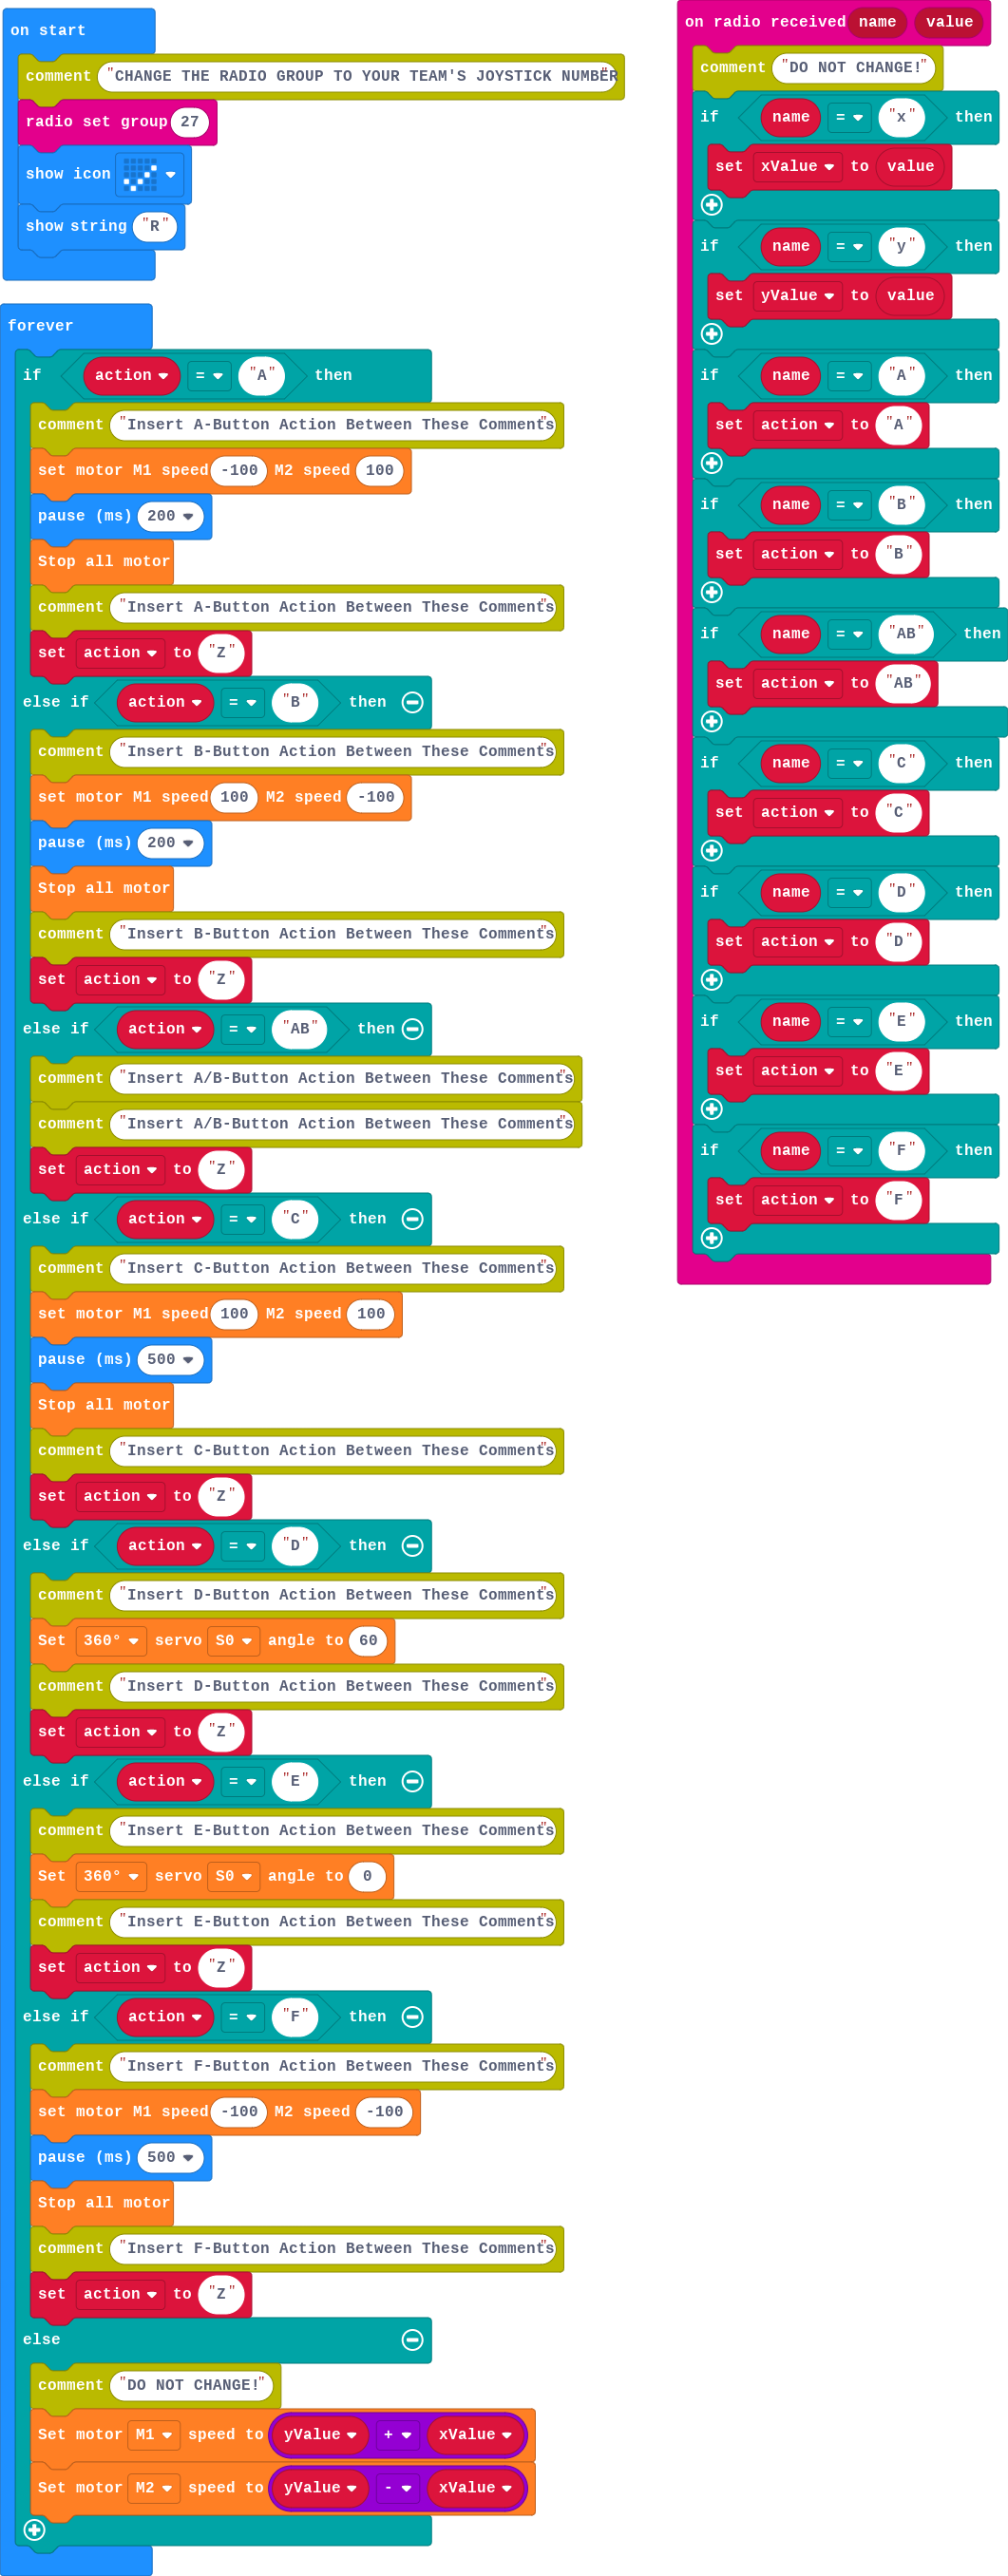 on start
comment "CHANGE THE RADIO GROUP TO YOUR TEAM'S JOYSTICK NUMBER"
radio set group 27
show icon
show string "R"
forever
if action = "A" then
comment "Insert A-Button Action Between These Comments"
set motor M1 speed -100 M2 speed 100
pause (ms) 200
Stop all motor
comment "Insert A-Button Action Between These Comments"
set action to "Z"
else if action = "B" then
comment "Insert B-Button Action Between These Comments"
set motor M1 speed 100 M2 speed -100
pause (ms) 200
Stop all motor
comment "Insert B-Button Action Between These Comments"
set action to "Z"
else if action = "AB" then
comment "Insert A/B-Button Action Between These Comments"
comment "Insert A/B-Button Action Between These Comments"
set action to "Z"
else if action = "C" then
comment "Insert C-Button Action Between These Comments"
set motor M1 speed 100 M2 speed 100
pause (ms) 500
Stop all motor
comment "Insert C-Button Action Between These Comments"
set action to "Z"
else if action = "D" then
comment "Insert D-Button Action Between These Comments"
Set 360° servo S0 angle to 60
comment "Insert D-Button Action Between These Comments"
set action to "Z"
else if action = "E" then
comment "Insert E-Button Action Between These Comments"
Set 360° servo S0 angle to 0
comment "Insert E-Button Action Between These Comments"
set action to "Z"
else if action = "F" then
comment "Insert F-Button Action Between These Comments"
set motor M1 speed -100 M2 speed -100
pause (ms) 500
Stop all motor
comment "Insert F-Button Action Between These Comments"
set action to "Z"
else
comment "DO NOT CHANGE!"
Set motor M1 speed to yValue + xValue
Set motor M2 speed to yValue - xValue
on radio received name value
comment "DO NOT CHANGE!"
if name = "x" then
set xValue to value
if name = "y" then
set yValue to value
if name = "A" then
set action to "A"
if name = "B" then
set action to "B"
if name = "AB" then
set action to "AB"
if name = "C" then
set action to "C"
if name = "D" then
set action to "D"
if name = "E" then
set action to "E"
if name = "F" then
set action to "F"